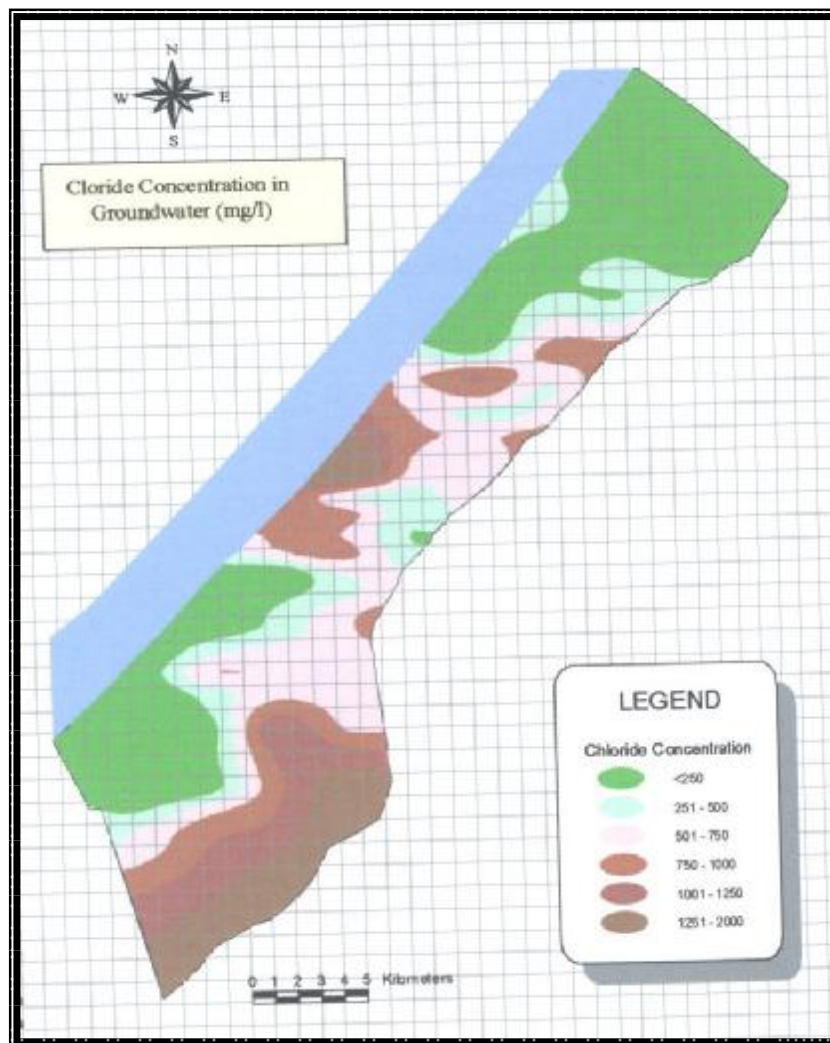 N
W E
S
Cloride Concentration in
Groundwater (mg/l)
LEGEND
Chloride Concentration
<250
251 - 500
501 - 750
750 - 1000
1001 - 1250
1251 - 2000
0 1 2 3 4 5 Kilometers